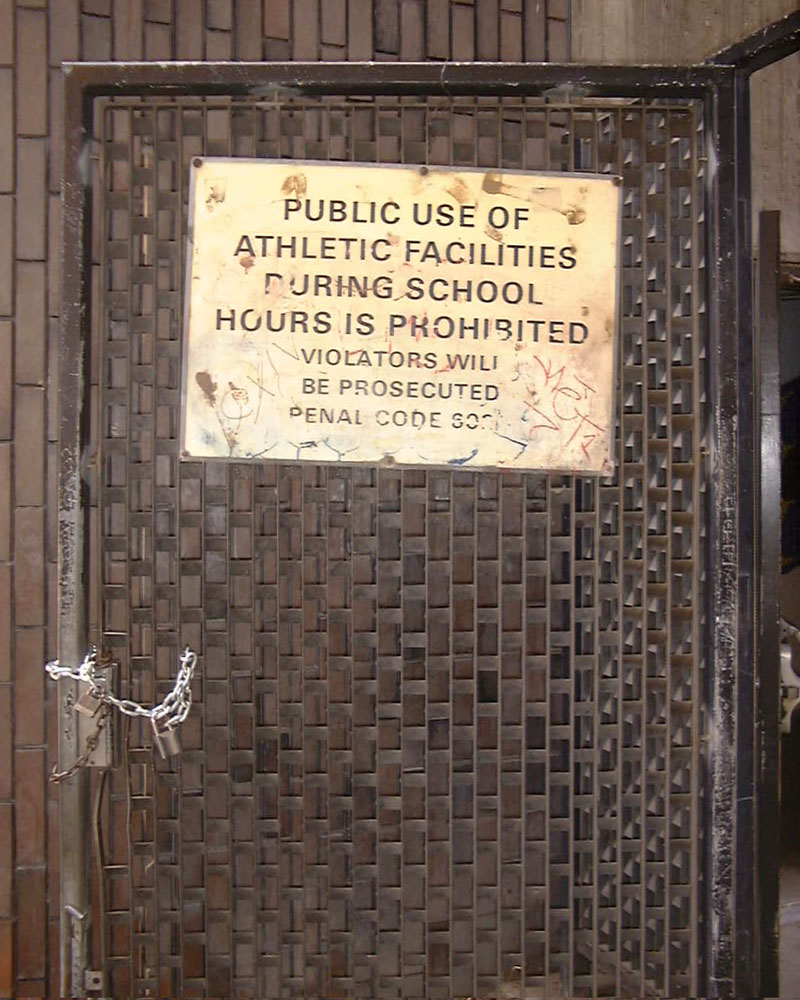 PUBLIC USE OF
ATHLETIC FACILITIES
DURING SCHOOL
HOURS IS PROHIBITED
VIOLATORS WILL
BE PROSECUTED
PENAL CODE